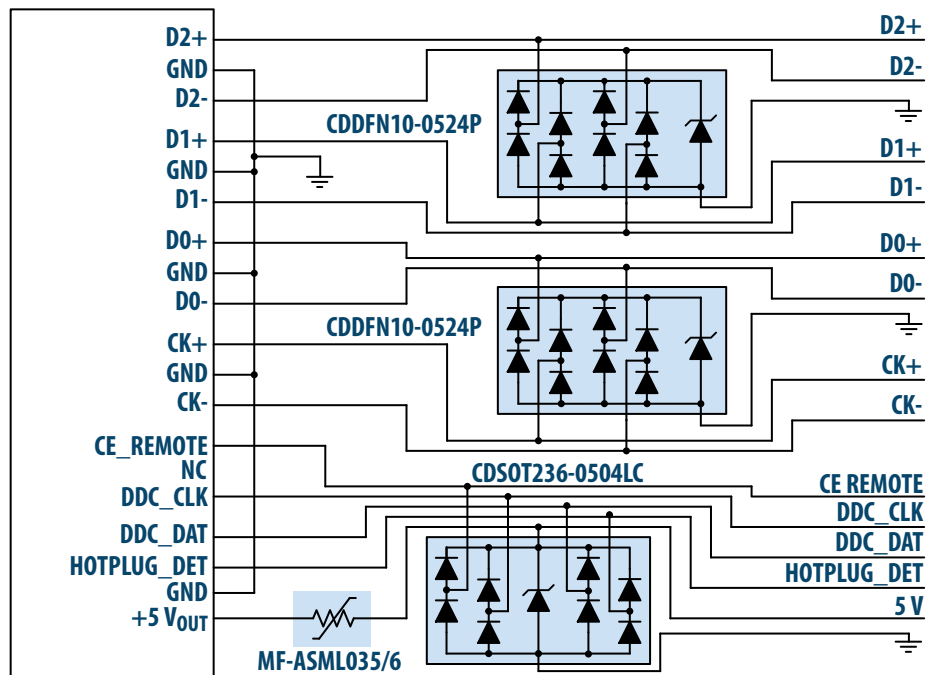 D2+
GND
D2-
D1+
GND
D1-
D0+
GND
D0-
CK+
GND
CK-
CE_REMOTE
NC
DDC_CLK
DDC_DAT
HOTPLUG_DET
GND
+5 VOUT
CDDFN10-0524P
CDDFN10-0524P
CDSOT236-0504LC
MF-ASML035/6
D2+
D2-
D1+
D1-
D0+
D0-
CK+
CK-
CE REMOTE
DDC_CLK
DDC_DAT
HOTPLUG_DET
5 V